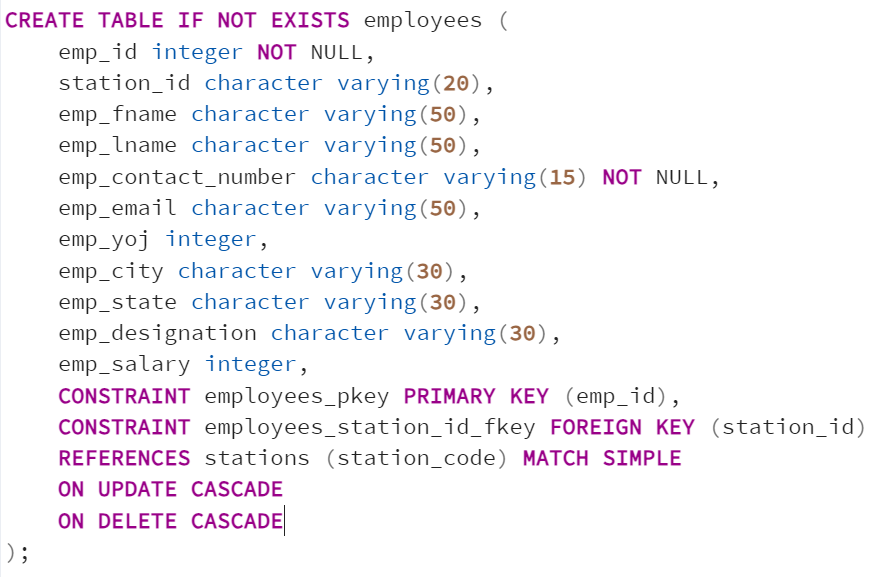 CREATE TABLE IF NOT EXISTS employees (
    emp_id integer NOT NULL,
    station_id character varying(20),
    emp_fname character varying(50),
    emp_lname character varying(50),
    emp_contact_number character varying(15) NOT NULL,
    emp_email character varying(50),
    emp_yoj integer,
    emp_city character varying(30),
    emp_state character varying(30),
    emp_designation character varying(30),
    emp_salary integer,
    CONSTRAINT employees_pkey PRIMARY KEY (emp_id),
    CONSTRAINT employees_station_id_fkey FOREIGN KEY (station_id)
    REFERENCES stations (station_code) MATCH SIMPLE
    ON UPDATE CASCADE
    ON DELETE CASCADE
);